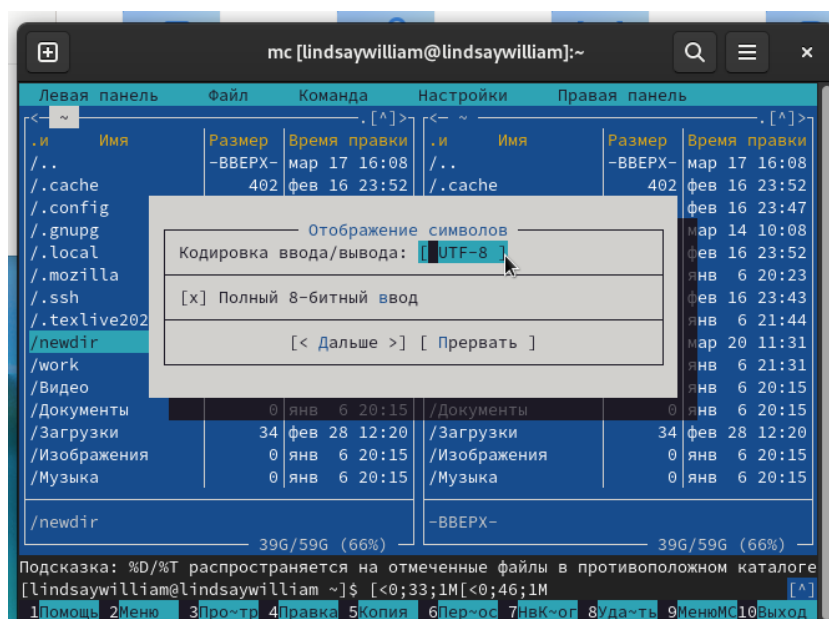 mc [lindsaywilliam@lindsaywilliam]:~
Левая панель Файл Команда Настройки Правая панель
<— ~ .[^]> <— ~ .[^]>
.и Имя Размер Время правки .и Имя Размер Время правки
/.. -ВВЕРХ- мар 17 16:08 /.. -ВВЕРХ- мар 17 16:08
/.cache 402 фев 16 23:52 /.cache 402 фев 16 23:52
/.config фев 16 23:47
/.gnupg Отображение символов мар 14 10:08
/.local Кодировка ввода/вывода: [ UTF-8 ] фев 16 23:52
/.mozilla янв 6 20:23
/.ssh [x] Полный 8-битный ввод фев 16 23:43
/.texlive202 янв 6 21:44
/newdir [< Дальше >] [ Прервать ] мар 20 11:31
/work янв 6 21:31
/Видео янв 6 20:15
/Документы 0 янв 6 20:15 /Документы 0 янв 6 20:15
/Загрузки 34 фев 28 12:20 /Загрузки 34 фев 28 12:20
/Изображения 0 янв 6 20:15 /Изображения 0 янв 6 20:15
/Музыка 0 янв 6 20:15 /Музыка 0 янв 6 20:15
/newdir -ВВЕРХ-
39G/59G (66%) 39G/59G (66%)
Подсказка: %D/%T распространяется на отмеченные файлы в противоположном каталоге
[lindsaywilliam@lindsaywilliam ~]$ [<0;33;1M[<0;46;1M [^]
1Помощь 2Меню 3Про~тр 4Правка 5Копия 6Пер~ос 7НвК~ог 8Уда~ть 9МенюMC 10Выход